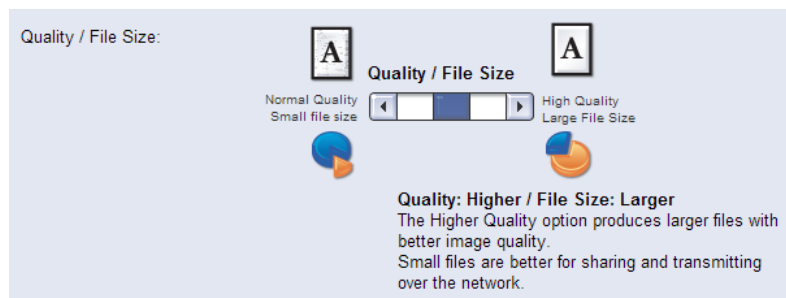 Quality / File Size:
A
A
Quality / File Size
Normal Quality
Small file size
High Quality
Large File Size
Quality: Higher / File Size: Larger
The Higher Quality option produces larger files with
better image quality.
Small files are better for sharing and transmitting
over the network.